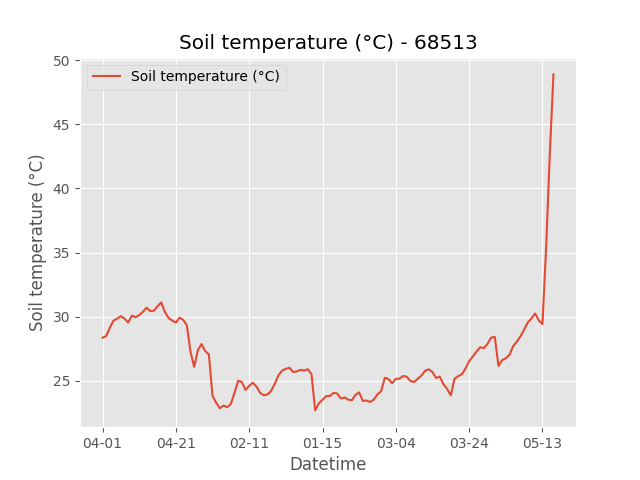 Soil temperature (°C) - 68513
Soil temperature (°C)
50
45
40
35
30
25
Soil temperature (°C)
04-01 04-21 02-11 01-15 03-04 03-24 05-13
Datetime